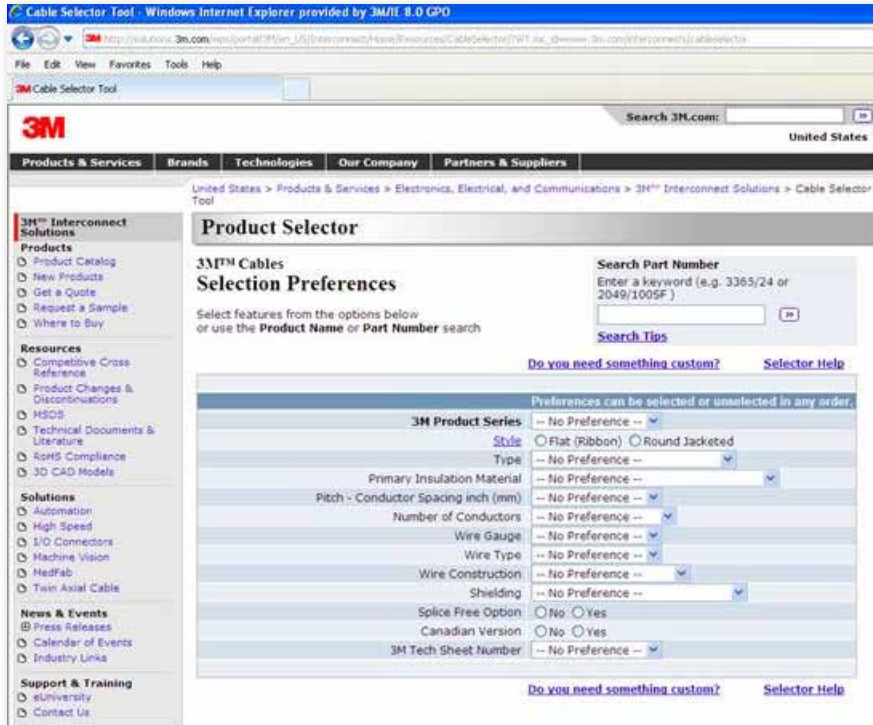 Cable Selector Tool - Windows Internet Explorer provided by 3M/IE 8.0 GPO
File Edit View Favorites Tools Help
3M Cable Selector Tool
3M
Search 3M.com:
United States
Products & Services Brands Technologies Our Company Partners & Suppliers
United States > Products & Services > Electronics, Electrical, and Communications > 3M™ Interconnect Solutions > Cable Selector
Tool
3M™ Interconnect
Solutions
Products
Product Catalog
New Products
Get a Quote
Request a Sample
Where to Buy
Resources
Competitive Cross
Reference
Product Changes &
Discontinuations
MSDS
Technical Documents &
Literature
RoHS Compliance
3D CAD Models
Solutions
Automation
High Speed
I/O Connectors
Machine Vision
MedFab
Twin Axial Cable
News & Events
Press Releases
Calendar of Events
Industry Links
Support & Training
eUniversity
Contact Us
Product Selector
3M™ Cables
Selection Preferences
Select features from the options below
or use the Product Name or Part Number search
Search Part Number
Enter a keyword (e.g. 3365/24 or
2049/100SF )
Search Tips
Do you need something custom? Selector Help
Preferences can be selected or unselected in any order.
3M Product Series -- No Preference --
Style Flat (Ribbon) Round Jacketed
Type -- No Preference --
Primary Insulation Material -- No Preference --
Pitch - Conductor Spacing inch (mm) -- No Preference --
Number of Conductors -- No Preference --
Wire Gauge -- No Preference --
Wire Type -- No Preference --
Wire Construction -- No Preference --
Shielding -- No Preference --
Splice Free Option No Yes
Canadian Version No Yes
3M Tech Sheet Number -- No Preference --
Do you need something custom? Selector Help